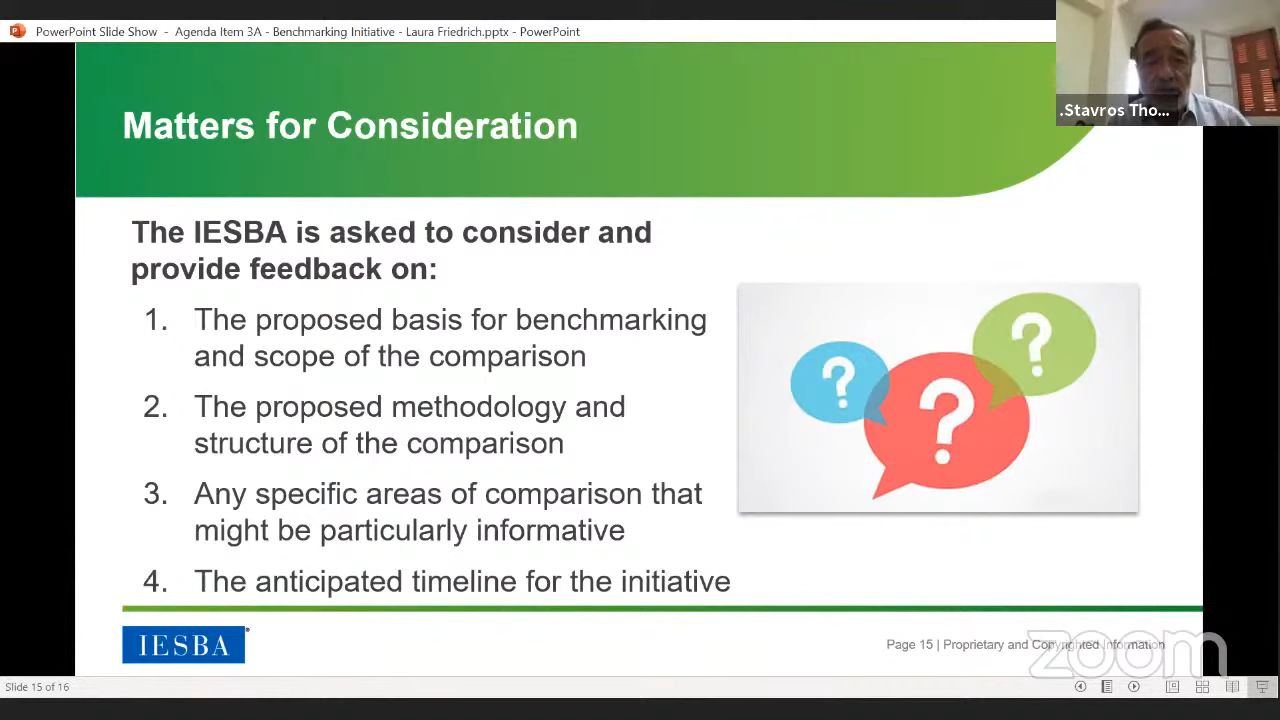 PowerPoint Slide Show - Agenda Item 3A - Benchmarking Initiative - Laura Friedrich.pptx - PowerPoint
.Stavros Tho...
Matters for Consideration
The IESBA is asked to consider and
provide feedback on:
1. The proposed basis for benchmarking
and scope of the comparison
2. The proposed methodology and
structure of the comparison
3. Any specific areas of comparison that
might be particularly informative
4. The anticipated timeline for the initiative
? ? ?
IESBA
Page 15 | Proprietary and Copyrighted Information
zoom
Slide 15 of 16